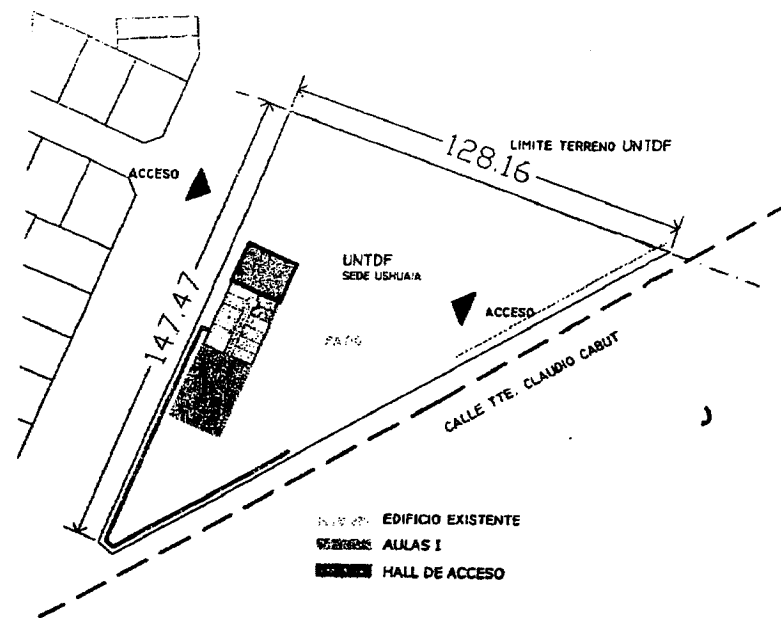 128.16
LIMITE TERRENO UNTDF
ACCESO
147.47
UNTDF
SEDE USHUAIA
ACCESO
PATIO
CALLE TTE. CLAUDIO CABUT
EDIFICIO EXISTENTE
AULAS I
HALL DE ACCESO